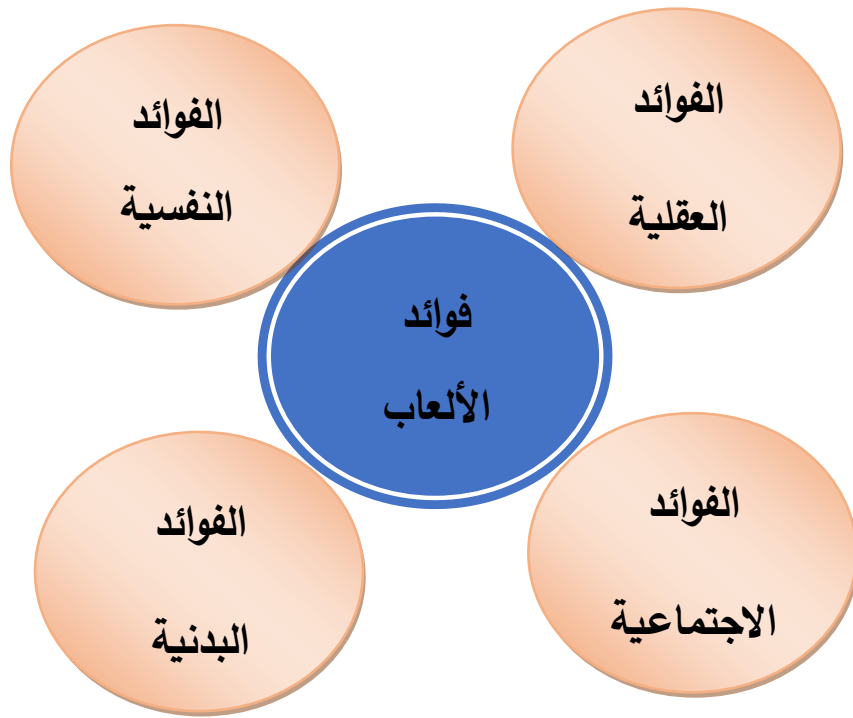 الفوائد
العقلية
الفوائد
النفسية
فوائد
الألعاب
الفوائد
الاجتماعية
الفوائد
البدنية